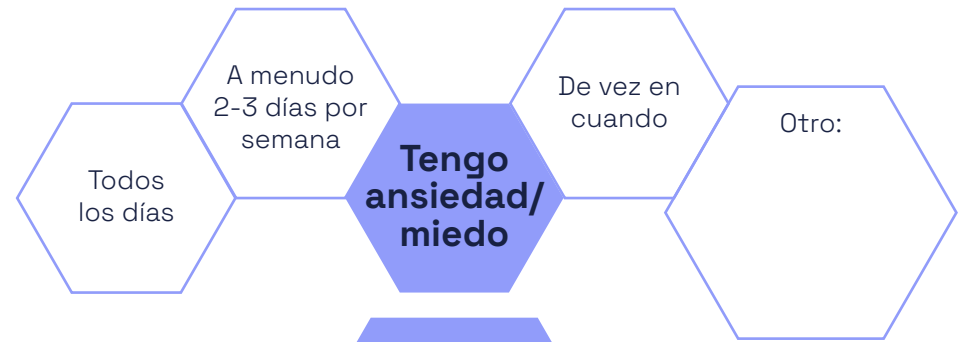 Todos
los días
A menudo
2-3 días por
semana
Tengo
ansiedad/
miedo
De vez en
cuando
Otro: